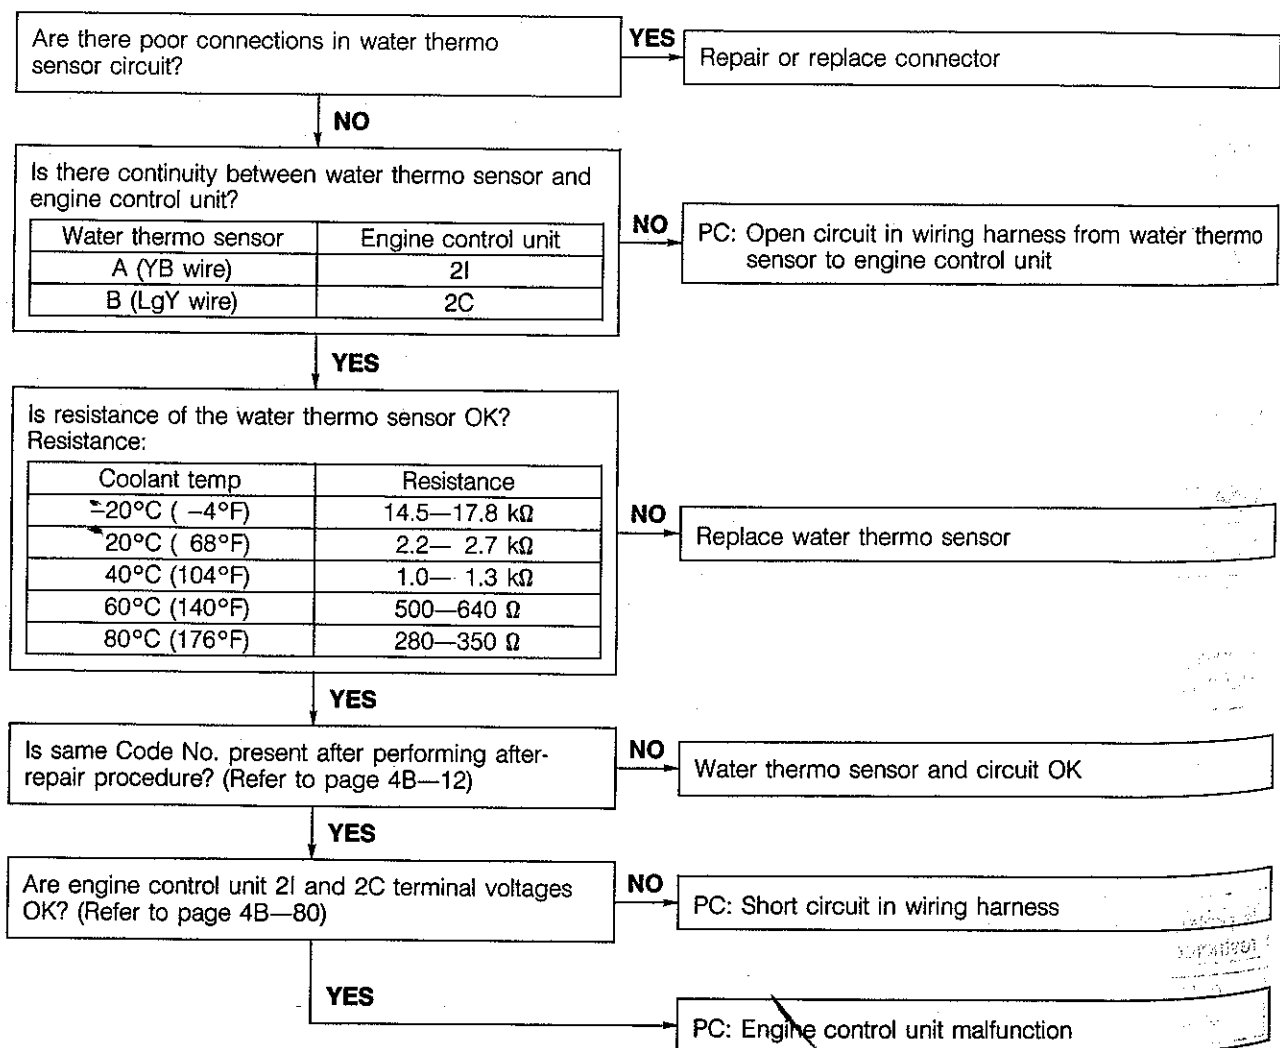 Are there poor connections in water thermo
sensor circuit?
YES
Repair or replace connector
NO
Is there continuity between water thermo sensor and
engine control unit?
Water thermo sensor Engine control unit
A (YB wire) 2I
B (LgY wire) 2C
NO
PC: Open circuit in wiring harness from water thermo
sensor to engine control unit
YES
Is resistance of the water thermo sensor OK?
Resistance:
Coolant temp Resistance
−20°C ( −4°F) 14.5—17.8 kΩ
20°C ( 68°F) 2.2— 2.7 kΩ
40°C (104°F) 1.0— 1.3 kΩ
60°C (140°F) 500—640 Ω
80°C (176°F) 280—350 Ω
NO
Replace water thermo sensor
YES
Is same Code No. present after performing after-
repair procedure? (Refer to page 4B—12)
NO
Water thermo sensor and circuit OK
YES
Are engine control unit 2I and 2C terminal voltages
OK? (Refer to page 4B—80)
NO
PC: Short circuit in wiring harness
YES
PC: Engine control unit malfunction